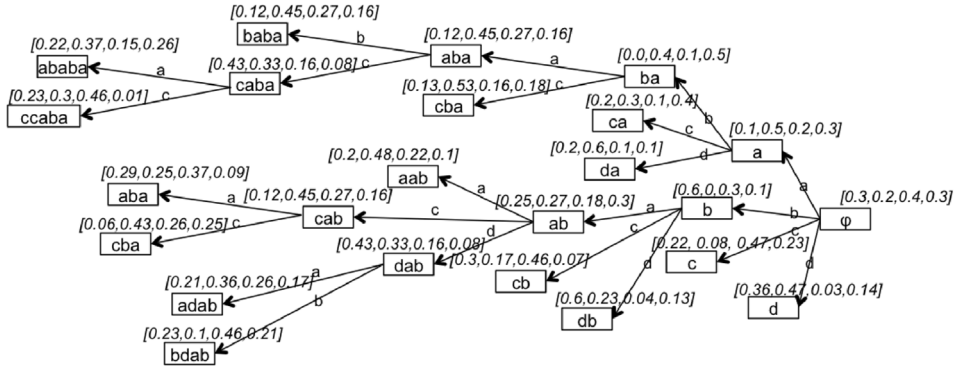 [0.12,0.45,0.27,0.16]
baba
b
[0.12,0.45,0.27,0.16]
aba
[0.22,0.37,0.15,0.26]
ababa
a
[0.43,0.33,0.16,0.08]
caba
c
a
[0.0,0.4,0.1,0.5]
ba
[0.23,0.3,0.46,0.01]
ccaba
c
[0.13,0.53,0.16,0.18]
cba
c
[0.2,0.3,0.1,0.4]
ca
b
c
[0.1,0.5,0.2,0.3]
a
[0.2,0.6,0.1,0.1]
da
d
[0.2,0.48,0.22,0.1]
aab
a
[0.29,0.25,0.37,0.09]
aba
a
[0.12,0.45,0.27,0.16]
cab
c
[0.25,0.27,0.18,0.3]
ab
a
[0.6,0,0.3,0.1]
b
b
a
[0.3,0.2,0.4,0.3]
φ
[0.06,0.43,0.26,0.25]
cba
c
[0.43,0.33,0.16,0.08]
dab
d
[0.3,0.17,0.46,0.07]
cb
c
[0.22, 0.08, 0.47,0.23]
c
c
[0.21,0.36,0.26,0.17]
adab
a
[0.6,0.23,0.04,0.13]
db
d
[0.36,0.47,0.03,0.14]
d
d
[0.23,0.1,0.46,0.21]
bdab
b